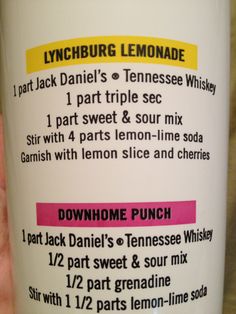 LYNCHBURG LEMONADE
1 part Jack Daniel's ® Tennessee Whiskey
1 part triple sec
1 part sweet & sour mix
Stir with 4 parts lemon-lime soda
Garnish with lemon slice and cherries
DOWNHOME PUNCH
1 part Jack Daniel's ® Tennessee Whiskey
1/2 part sweet & sour mix
1/2 part grenadine
Stir with 1 1/2 parts lemon-lime soda